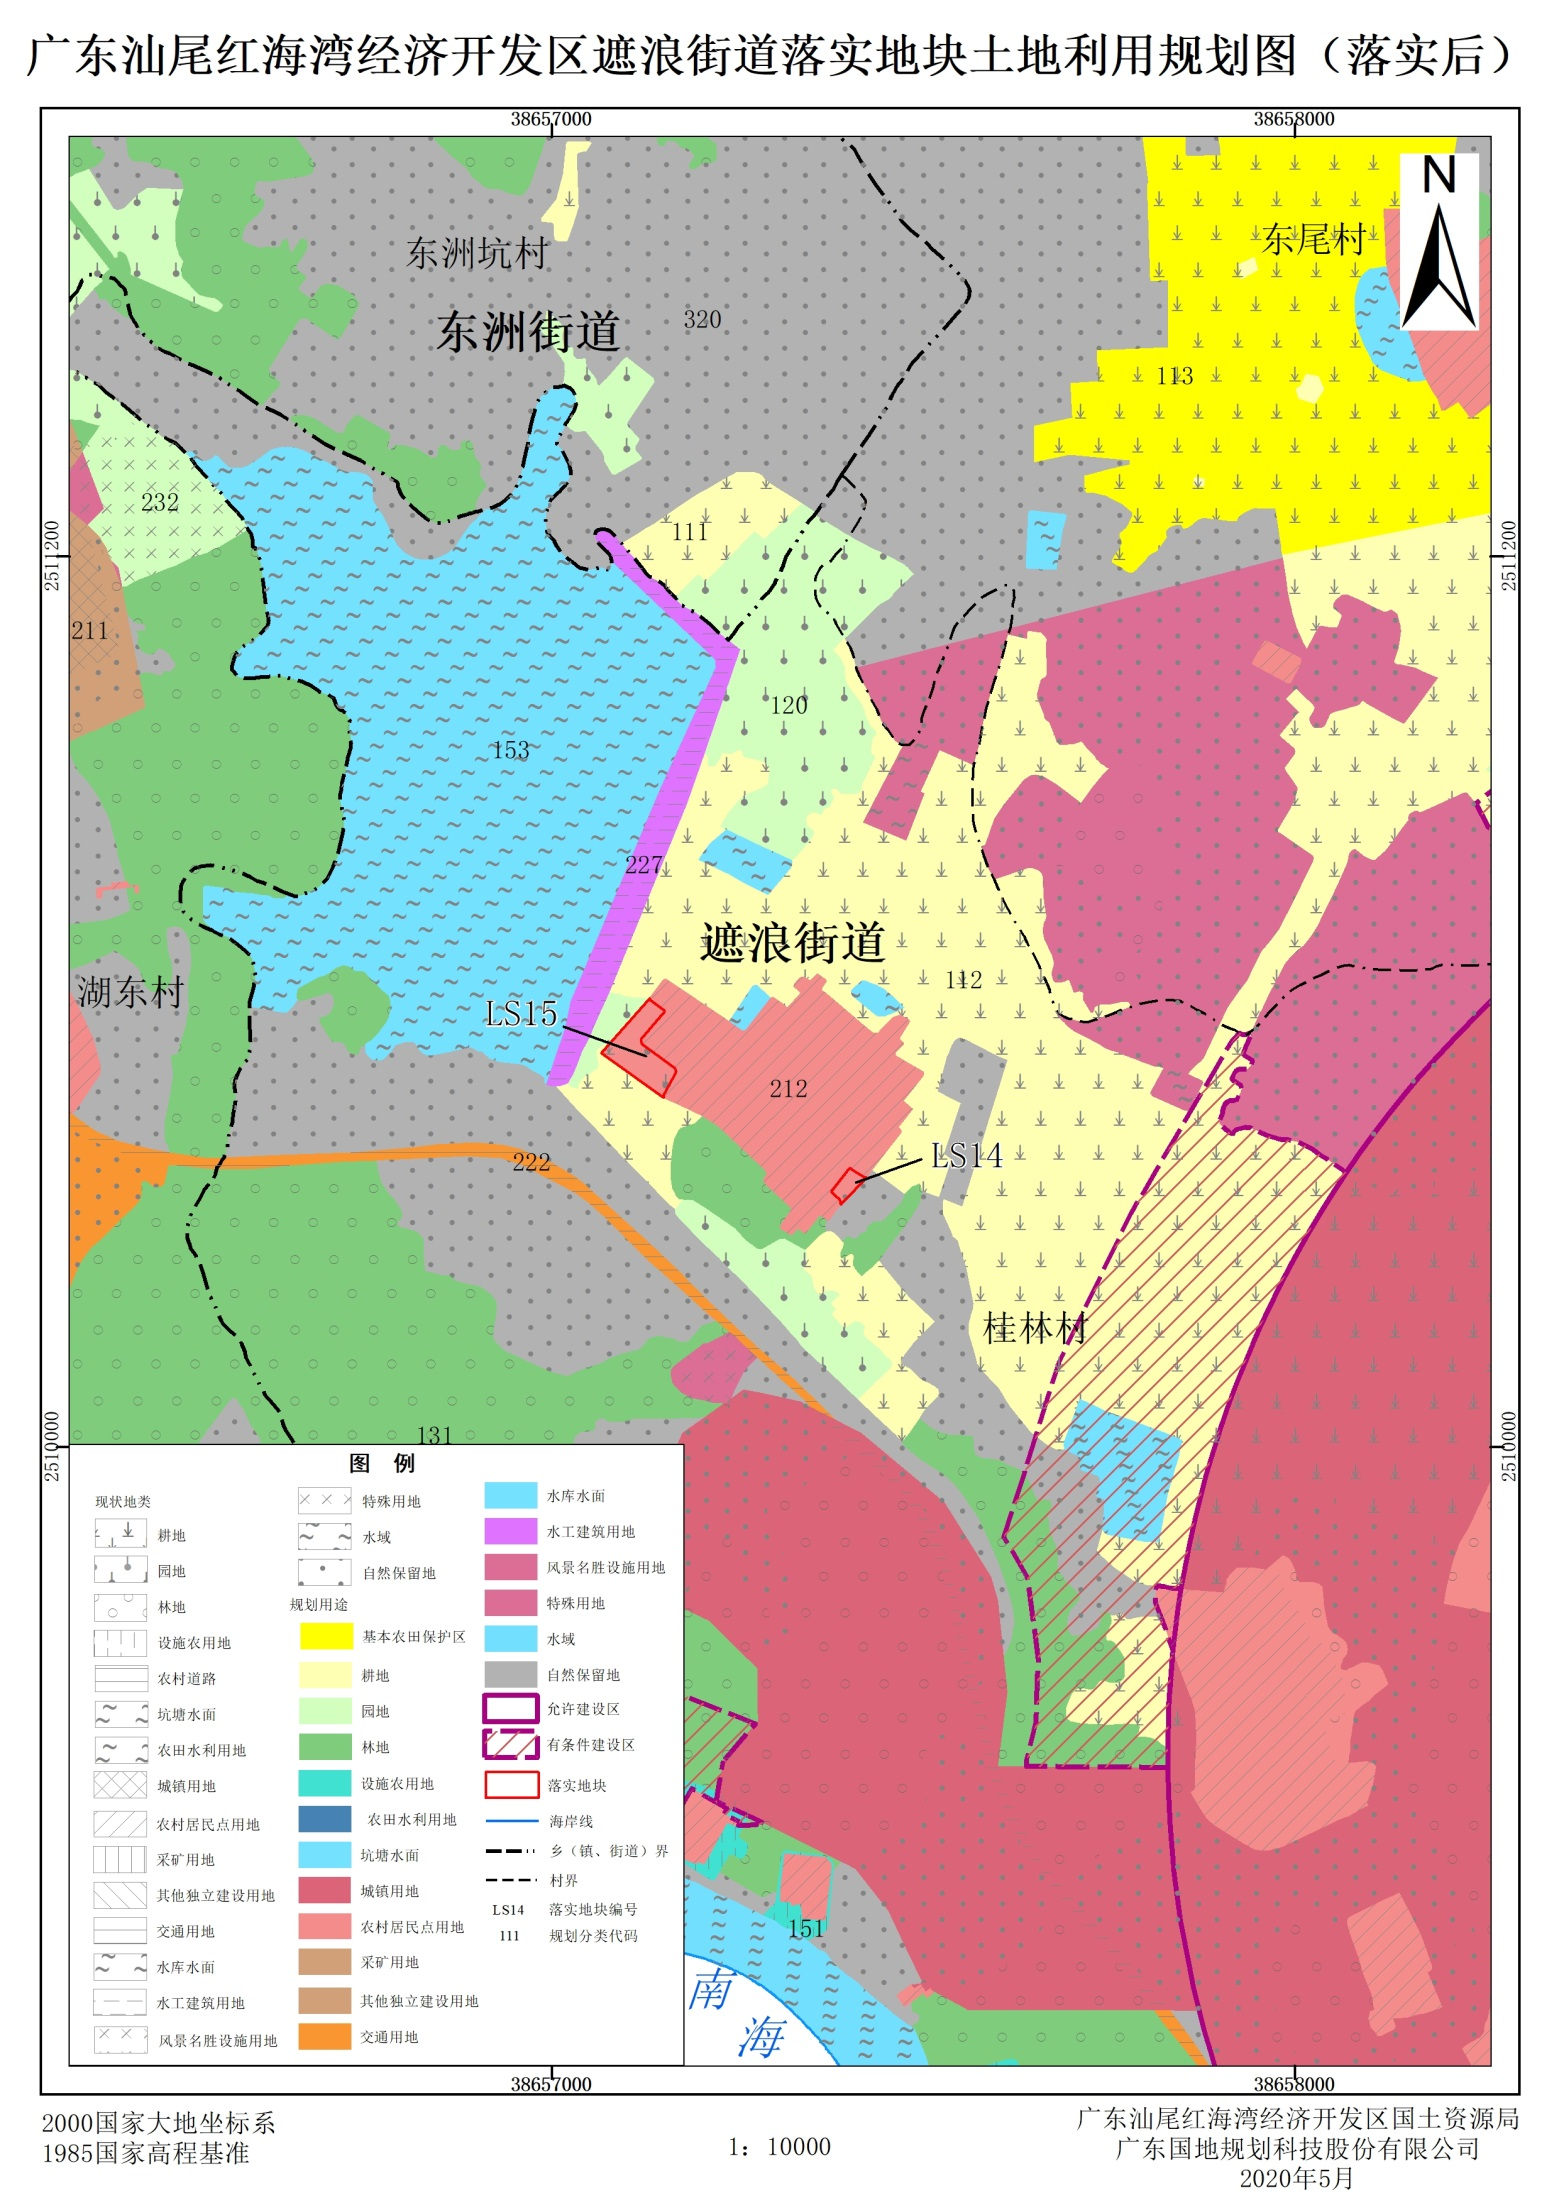 广东汕尾红海湾经济开发区遮浪街道落实地块土地利用规划图（落实后）
38657000
38658000
N
东洲坑村
东尾村
东洲街道
320
113
232
111
2511200
2511200
211
120
153
227
遮浪街道
112
湖东村
LS15
212
LS14
222
桂林村
131
2510000
2510000
图 例
现状地类
耕地
园地
林地
设施农用地
农村道路
坑塘水面
农田水利用地
城镇用地
农村居民点用地
采矿用地
其他独立建设用地
交通用地
水库水面
水工建筑用地
风景名胜设施用地
特殊用地
水域
自然保留地
规划用途
基本农田保护区
耕地
园地
林地
设施农用地
农田水利用地
坑塘水面
城镇用地
农村居民点用地
采矿用地
其他独立建设用地
交通用地
水库水面
水工建筑用地
风景名胜设施用地
特殊用地
水域
自然保留地
允许建设区
有条件建设区
落实地块
海岸线
乡（镇、街道）界
村界
LS14 落实地块编号
111 规划分类代码
151
南海
38657000
38658000
2000国家大地坐标系
1985国家高程基准
1：10000
广东汕尾红海湾经济开发区国土资源局
广东国地规划科技股份有限公司
2020年5月